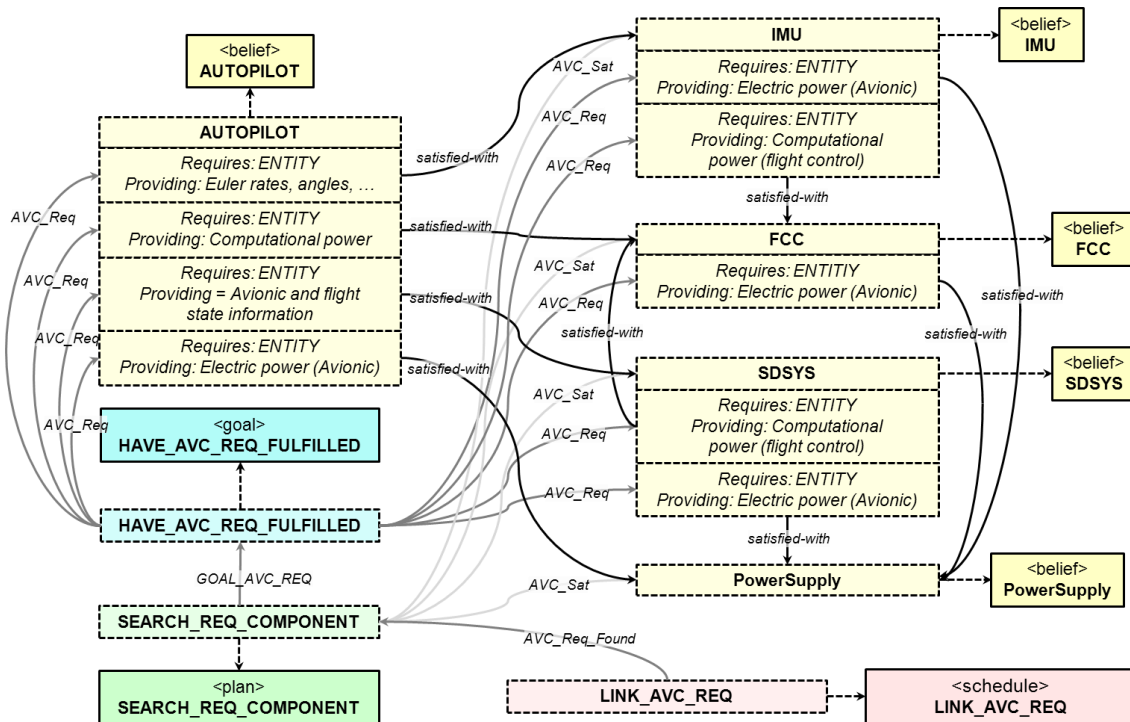 <belief>
AUTOPILOT
AUTOPILOT
Requires: ENTITY
Providing: Euler rates, angles, …
Requires: ENTITY
Providing: Computational power
Requires: ENTITY
Providing = Avionic and flight
state information
Requires: ENTITY
Providing: Electric power (Avionic)
AVC_Req
AVC_Req
AVC_Req
AVC_Req
satisfied-with
satisfied-with
satisfied-with
satisfied-with
<goal>
HAVE_AVC_REQ_FULFILLED
HAVE_AVC_REQ_FULFILLED
GOAL_AVC_REQ
SEARCH_REQ_COMPONENT
<plan>
SEARCH_REQ_COMPONENT
IMU
Requires: ENTITY
Providing: Electric power (Avionic)
Requires: ENTITY
Providing: Computational
power (flight control)
<belief>
IMU
AVC_Sat
AVC_Req
AVC_Req
satisfied-with
FCC
Requires: ENTITIY
Providing: Electric power (Avionic)
<belief>
FCC
AVC_Sat
AVC_Req
satisfied-with
satisfied-with
SDSYS
Requires: ENTITY
Providing: Computational
power (flight control)
Requires: ENTITY
Providing: Electric power (Avionic)
<belief>
SDSYS
AVC_Sat
AVC_Req
AVC_Req
satisfied-with
PowerSupply
<belief>
PowerSupply
AVC_Sat
AVC_Req_Found
LINK_AVC_REQ
<schedule>
LINK_AVC_REQ